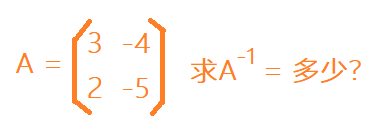 A = (3 -4
2 -5) 求A⁻¹ = 多少?